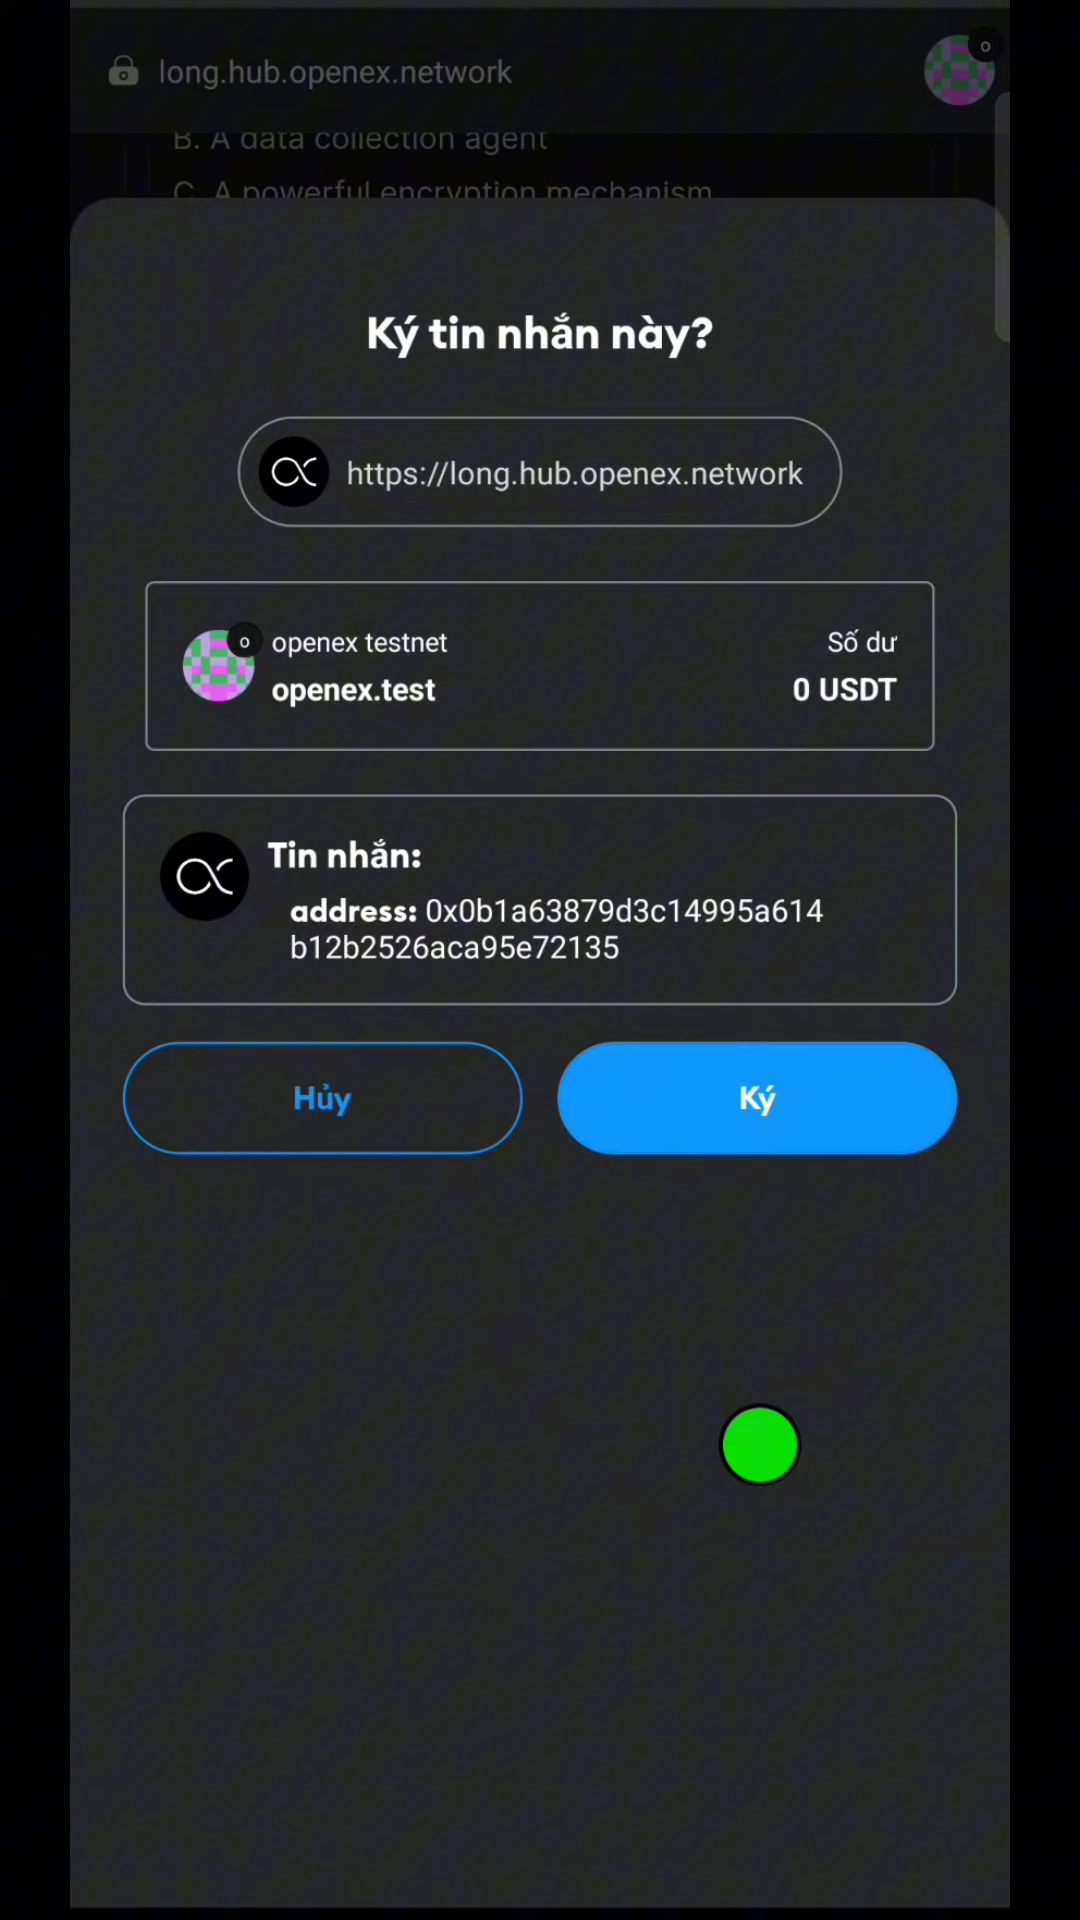 long.hub.openex.network
o
B. A data collection agent
C. A powerful encryption mechanism
Ký tin nhắn này?
https://long.hub.openex.network
o
openex testnet
Số dư
openex.test
0 USDT
Tin nhắn:
address: 0x0b1a63879d3c14995a614
b12b2526aca95e72135
Hủy
Ký